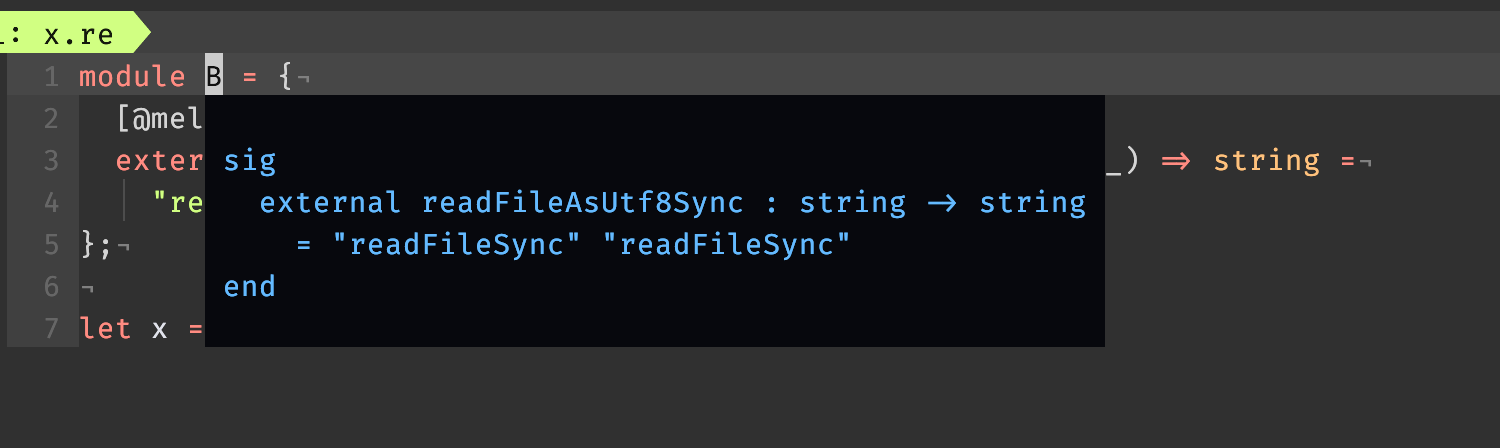 : x.re
1 module B = {¬
2 [@mel
3 exter _) => string =¬
4 "re
5 };¬
6 ¬
7 let x =
sig
external readFileAsUtf8Sync : string -> string
= "readFileSync" "readFileSync"
end